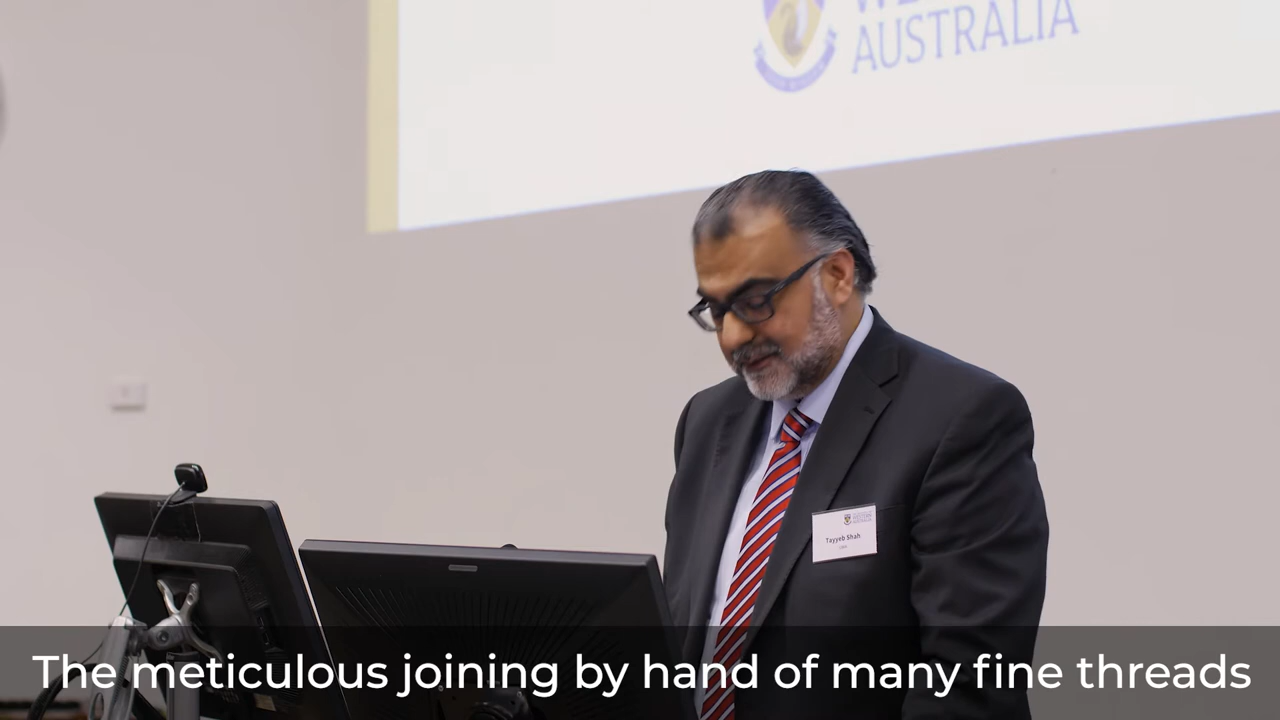 AUSTRALIA
Tayyeb Shah
The meticulous joining by hand of many fine threads